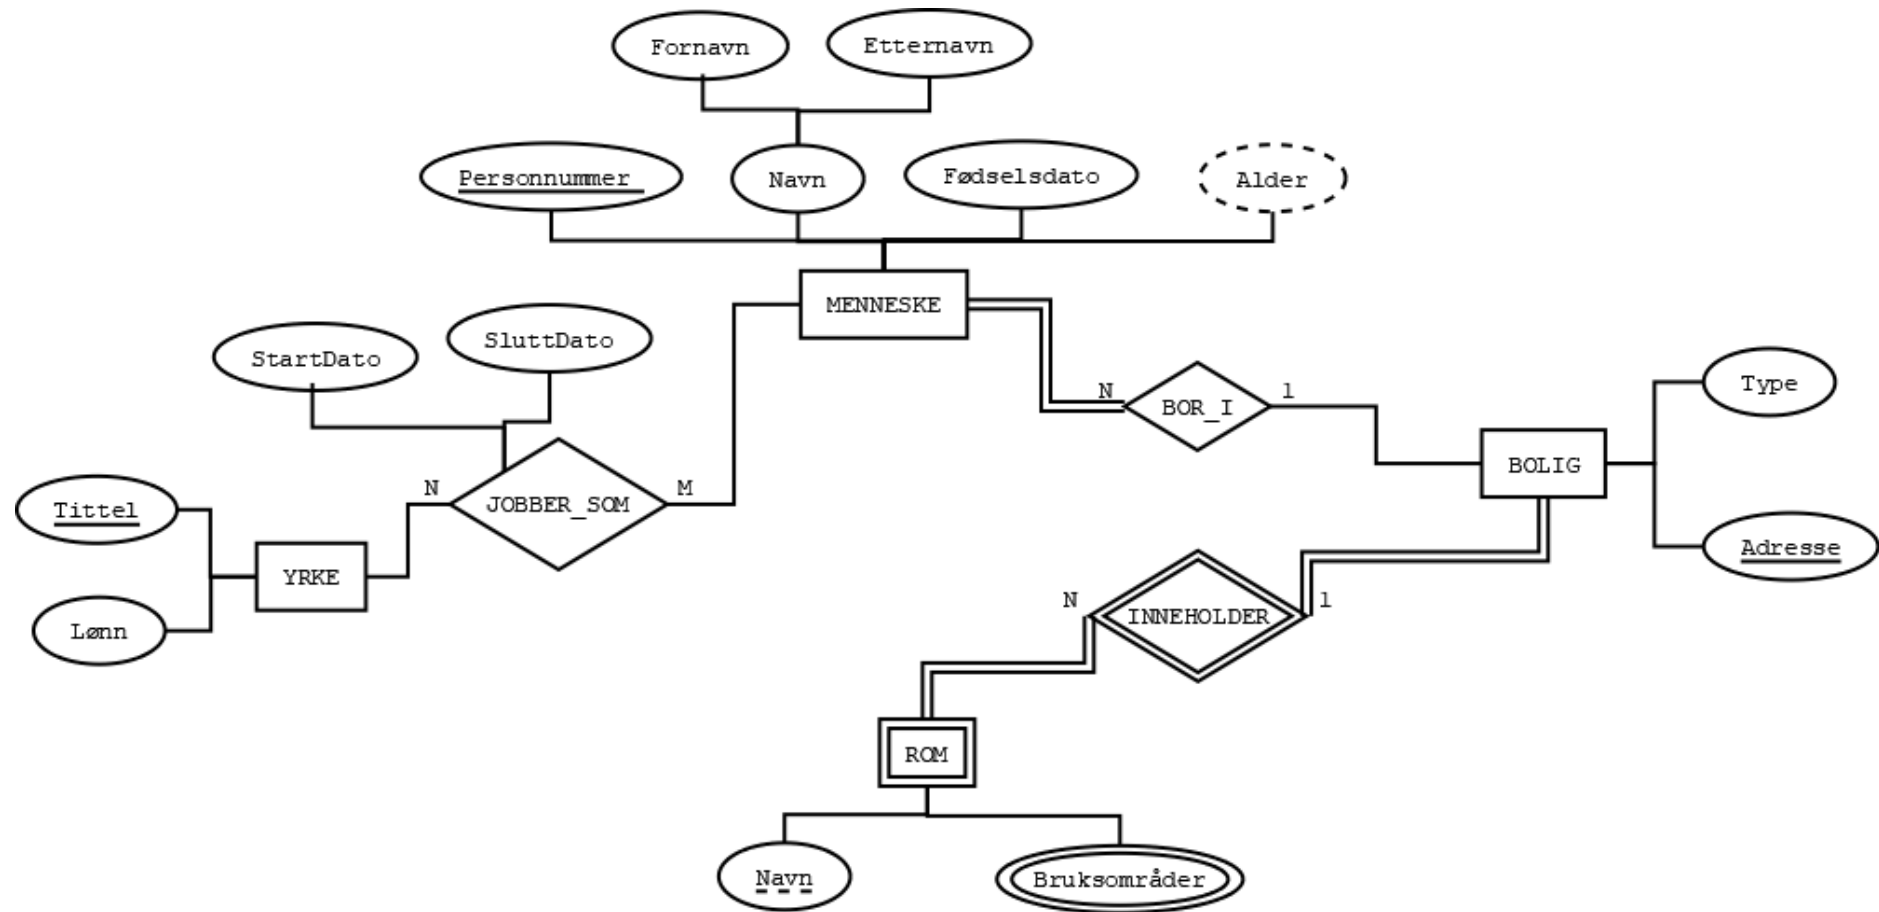 Fornavn
Etternavn
Personnummer
Navn
Fødselsdato
Alder
MENNESKE
StartDato
SluttDato
N
BOR_I
1
Type
BOLIG
Tittel
N
JOBBER_SOM
M
Adresse
YRKE
Lønn
N
INNEHOLDER
1
ROM
Navn
Bruksområder